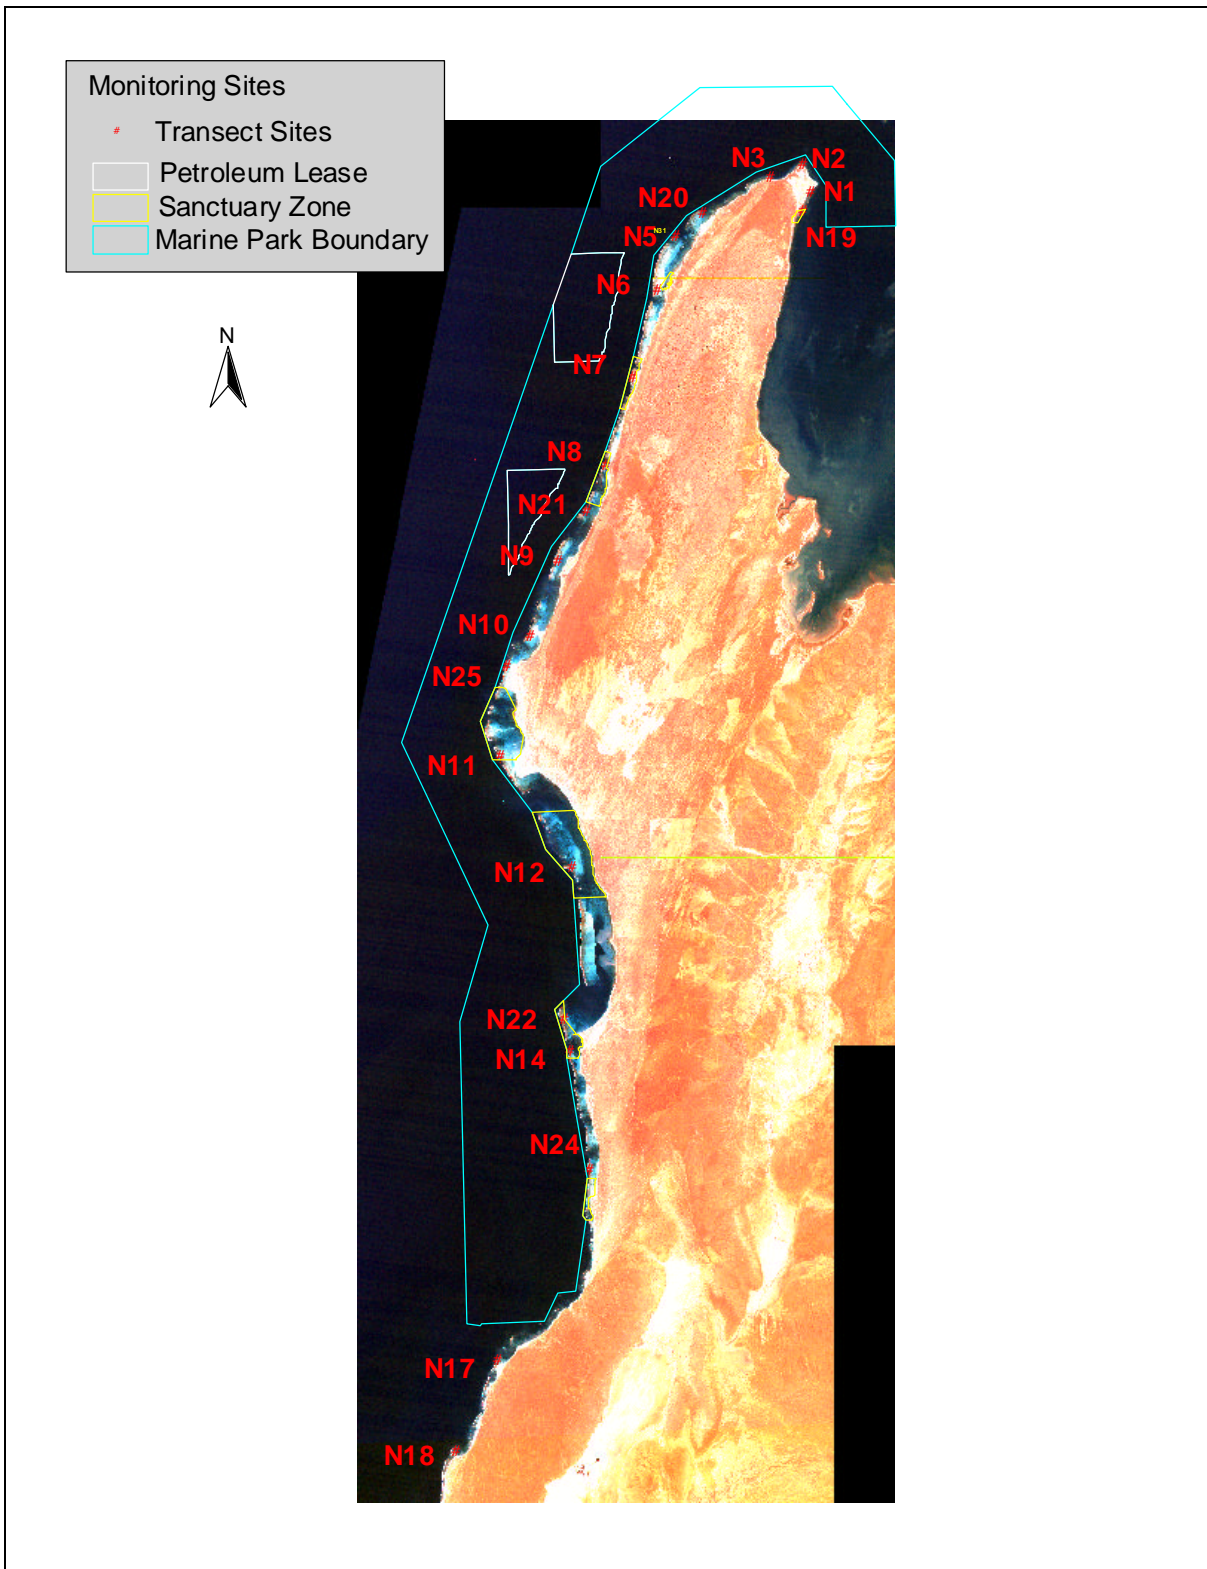 Monitoring Sites
# Transect Sites
Petroleum Lease
Sanctuary Zone
Marine Park Boundary
N
N3
N2
N1
N20
N5
N31
N19
N6
N7
N8
N21
N9
N10
N25
N11
N12
N22
N14
N24
N17
N18